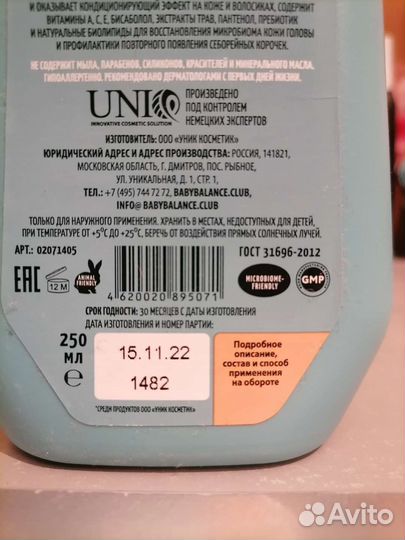 И ОКАЗЫВАЕТ КОНДИЦИОНИРУЮЩИЙ ЭФФЕКТ НА КОЖЕ И ВОЛОСИКАХ, СОДЕРЖИТ
ВИТАМИНЫ А, С, Е, БИСАБОЛОЛ, ЭКСТРАКТЫ ТРАВ, ПАНТЕНОЛ, ПРЕБИОТИК
И НАТУРАЛЬНЫЕ БИОЛИПИДЫ ДЛЯ ВОССТАНОВЛЕНИЯ МИКРОБИОМА КОЖИ ГОЛОВЫ
И ПРОФИЛАКТИКИ ПОВТОРНОГО ПОЯВЛЕНИЯ СЕБОРЕЙНЫХ КОРОЧЕК.
НЕ СОДЕРЖИТ МЫЛА, ПАРАБЕНОВ, СИЛИКОНОВ, КРАСИТЕЛЕЙ И МИНЕРАЛЬНОГО МАСЛА.
ГИПОАЛЛЕРГЕННО, РЕКОМЕНДОВАНО ДЕРМАТОЛОГАМИ С ПЕРВЫХ ДНЕЙ ЖИЗНИ.
UNIQ
INNOVATIVE COSMETIC SOLUTION
ПРОИЗВЕДЕНО
ПОД КОНТРОЛЕМ
НЕМЕЦКИХ ЭКСПЕРТОВ
ИЗГОТОВИТЕЛЬ: ООО «УНИК КОСМЕТИК»
ЮРИДИЧЕСКИЙ АДРЕС И АДРЕС ПРОИЗВОДСТВА: РОССИЯ, 141821,
МОСКОВСКАЯ ОБЛАСТЬ, Г. ДМИТРОВ, ПОС. РЫБНОЕ,
УЛ. УНИКАЛЬНАЯ, Д. 1, СТР. 1,
ТЕЛ.: +7 (495) 744 72 72, BABYBALANCE.CLUB,
INFO@ BABYBALANCE.CLUB
ТОЛЬКО ДЛЯ НАРУЖНОГО ПРИМЕНЕНИЯ. ХРАНИТЬ В МЕСТАХ, НЕДОСТУПНЫХ ДЛЯ ДЕТЕЙ,
ПРИ ТЕМПЕРАТУРЕ ОТ +5°С ДО +25°С, БЕРЕЧЬ ОТ ВОЗДЕЙСТВИЯ ПРЯМЫХ СОЛНЕЧНЫХ ЛУЧЕЙ.
АРТ.: 02071405
ГОСТ 31696-2012
EAC
12 M
ANIMAL FRIENDLY
4 620020 895071
MICROBIOME-
FRIENDLY
GMP
СРОК ГОДНОСТИ: 30 МЕСЯЦЕВ С ДАТЫ ИЗГОТОВЛЕНИЯ
ДАТА ИЗГОТОВЛЕНИЯ И НОМЕР ПАРТИИ:
250
МЛ
℮
15.11.22
1482
Подробное
описание,
состав и способ
применения
на обороте
*СРЕДИ ПРОДУКТОВ ООО «УНИК КОСМЕТИК»
Avito